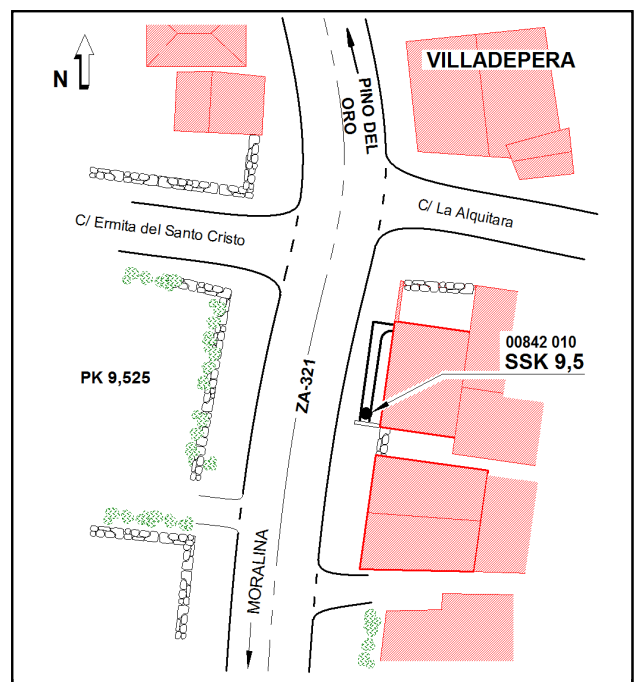 N
VILLADEPERA
PINO DEL
ORO
C/ La Alquitara
C/ Ermita del Santo Cristo
00842 010
SSK 9,5
PK 9,525
ZA-321
MORALINA